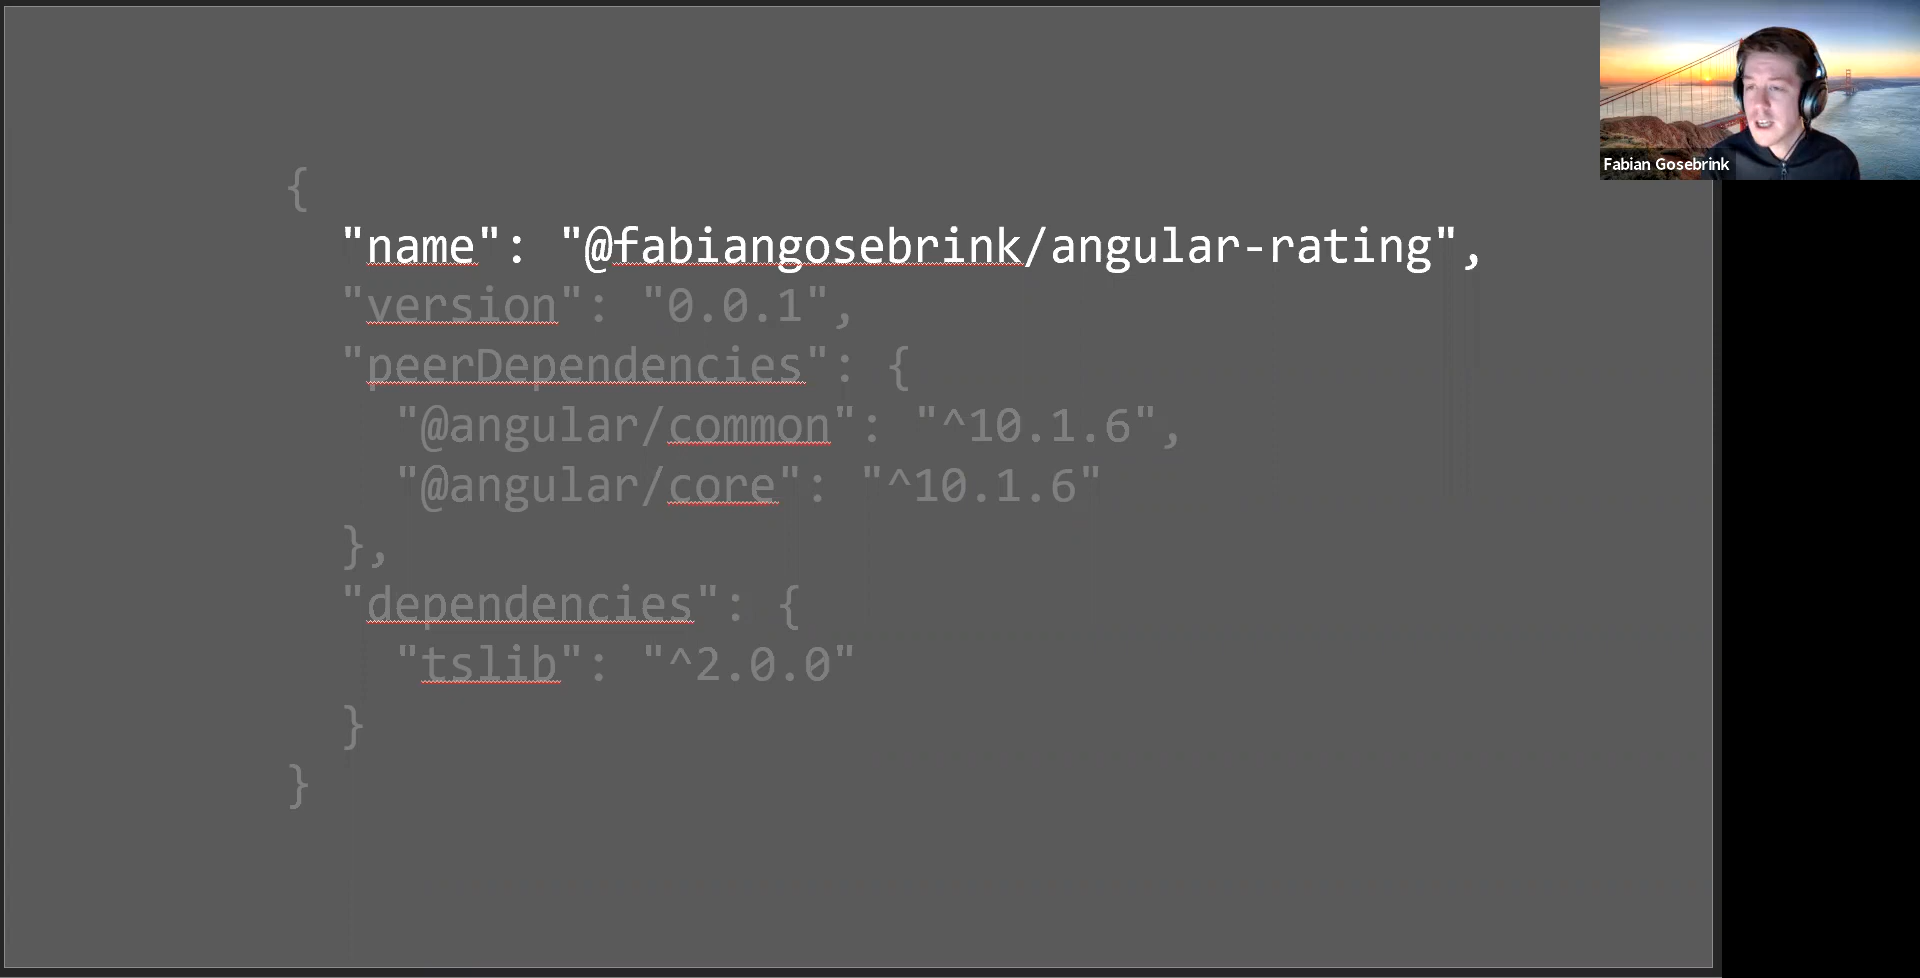 {
"name": "@fabiangosebrink/angular-rating",
"version": "0.0.1",
"peerDependencies": {
"@angular/common": "^10.1.6",
"@angular/core": "^10.1.6"
},
"dependencies": {
"tslib": "^2.0.0"
}
}
Fabian Gosebrink